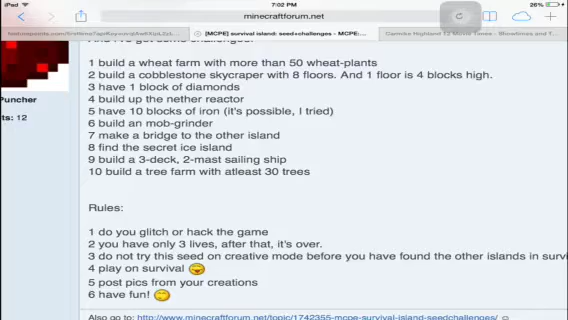 iPad 7:02 PM 26%
minecraftforum.net
[MCPE] survival island: seed+challenges - MCPE:...
1 build a wheat farm with more than 50 wheat-plants
2 build a cobblestone skycraper with 8 floors. And 1 floor is 4 blocks high.
3 have 1 block of diamonds
4 build up the nether reactor
5 have 10 blocks of iron (it's possible, I tried)
6 build an mob-grinder
7 make a bridge to the other island
8 find the secret ice island
9 build a 3-deck, 2-mast sailing ship
10 build a tree farm with atleast 30 trees
Puncher
ts: 12
Rules:
1 do you glitch or hack the game
2 you have only 3 lives, after that, it's over.
3 do not try this seed on creative mode before you have found the other islands in survi
4 play on survival
5 post pics from your creations
6 have fun!
Also go to: http://www.minecraftforum.net/topic/1742355-mcpe-survival-island-seedchallenges/